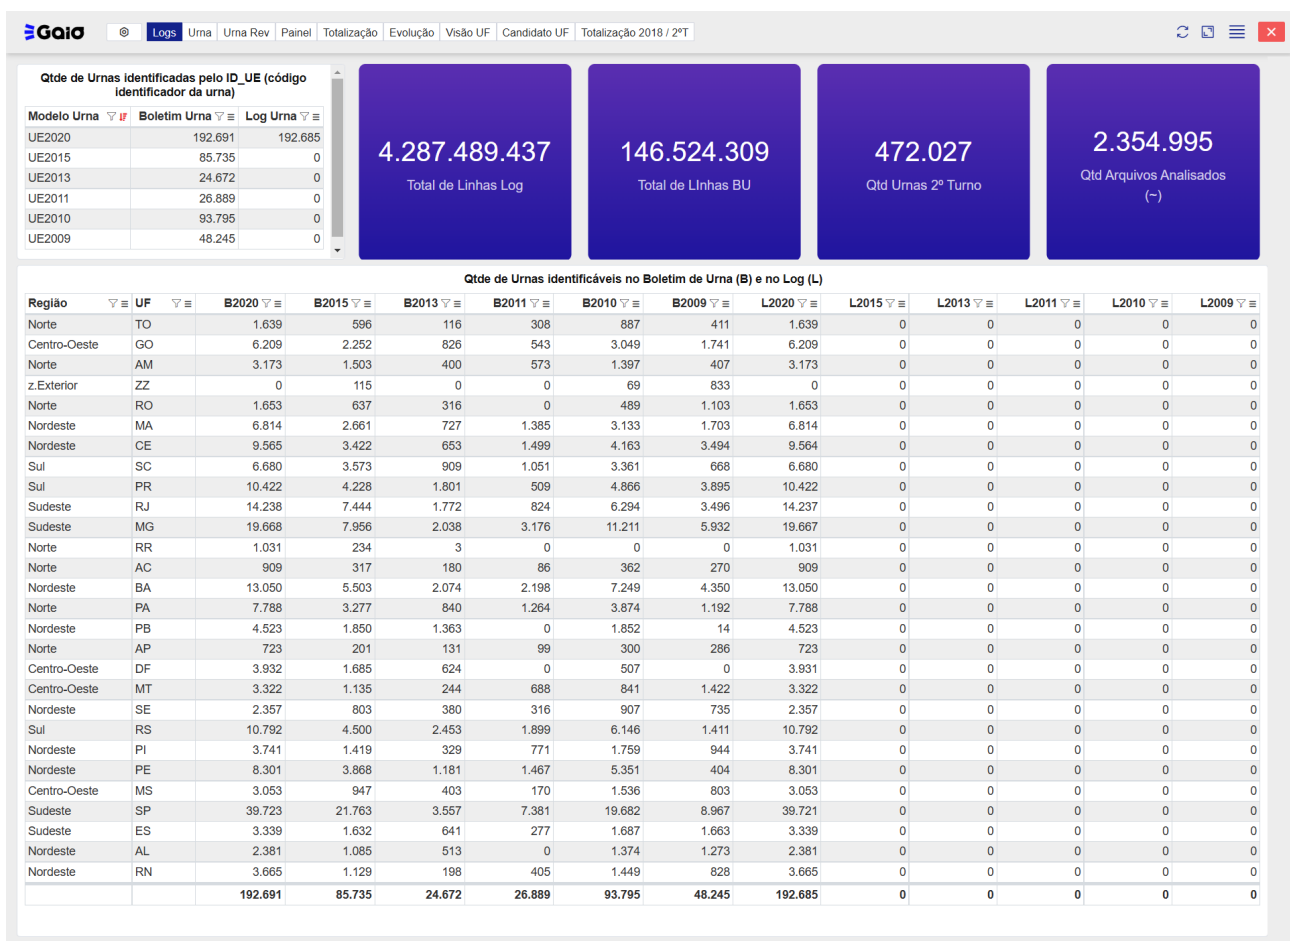 Gaio
Logs Urna Urna Rev Painel Totalização Evolução Visão UF Candidato UF Totalização 2018 / 2ºT
Qtde de Urnas identificadas pelo ID_UE (código
identificador da urna)
Modelo Urna Boletim Urna Log Urna
UE2020 192.691 192.685
UE2015 85.735 0
UE2013 24.672 0
UE2011 26.889 0
UE2010 93.795 0
UE2009 48.245 0
4.287.489.437
Total de Linhas Log
146.524.309
Total de LInhas BU
472.027
Qtd Urnas 2º Turno
2.354.995
Qtd Arquivos Analisados
(~)
Qtde de Urnas identificáveis no Boletim de Urna (B) e no Log (L)
Região UF B2020 B2015 B2013 B2011 B2010 B2009 L2020 L2015 L2013 L2011 L2010 L2009
Norte TO 1.639 596 116 308 887 411 1.639 0 0 0 0 0
Centro-Oeste GO 6.209 2.252 826 543 3.049 1.741 6.209 0 0 0 0 0
Norte AM 3.173 1.503 400 573 1.397 407 3.173 0 0 0 0 0
z.Exterior ZZ 0 115 0 0 69 833 0 0 0 0 0 0
Norte RO 1.653 637 316 0 489 1.103 1.653 0 0 0 0 0
Nordeste MA 6.814 2.661 727 1.385 3.133 1.703 6.814 0 0 0 0 0
Nordeste CE 9.565 3.422 653 1.499 4.163 3.494 9.564 0 0 0 0 0
Sul SC 6.680 3.573 909 1.051 3.361 668 6.680 0 0 0 0 0
Sul PR 10.422 4.228 1.801 509 4.866 3.895 10.422 0 0 0 0 0
Sudeste RJ 14.238 7.444 1.772 824 6.294 3.496 14.237 0 0 0 0 0
Sudeste MG 19.668 7.956 2.038 3.176 11.211 5.932 19.667 0 0 0 0 0
Norte RR 1.031 234 3 0 0 0 1.031 0 0 0 0 0
Norte AC 909 317 180 86 362 270 909 0 0 0 0 0
Nordeste BA 13.050 5.503 2.074 2.198 7.249 4.350 13.050 0 0 0 0 0
Norte PA 7.788 3.277 840 1.264 3.874 1.192 7.788 0 0 0 0 0
Nordeste PB 4.523 1.850 1.363 0 1.852 14 4.523 0 0 0 0 0
Norte AP 723 201 131 99 300 286 723 0 0 0 0 0
Centro-Oeste DF 3.932 1.685 624 0 507 0 3.931 0 0 0 0 0
Centro-Oeste MT 3.322 1.135 244 688 841 1.422 3.322 0 0 0 0 0
Nordeste SE 2.357 803 380 316 907 735 2.357 0 0 0 0 0
Sul RS 10.792 4.500 2.453 1.899 6.146 1.411 10.792 0 0 0 0 0
Nordeste PI 3.741 1.419 329 771 1.759 944 3.741 0 0 0 0 0
Nordeste PE 8.301 3.868 1.181 1.467 5.351 404 8.301 0 0 0 0 0
Centro-Oeste MS 3.053 947 403 170 1.536 803 3.053 0 0 0 0 0
Sudeste SP 39.723 21.763 3.557 7.381 19.682 8.967 39.721 0 0 0 0 0
Sudeste ES 3.339 1.632 641 277 1.687 1.663 3.339 0 0 0 0 0
Nordeste AL 2.381 1.085 513 0 1.374 1.273 2.381 0 0 0 0 0
Nordeste RN 3.665 1.129 198 405 1.449 828 3.665 0 0 0 0 0
192.691 85.735 24.672 26.889 93.795 48.245 192.685 0 0 0 0 0